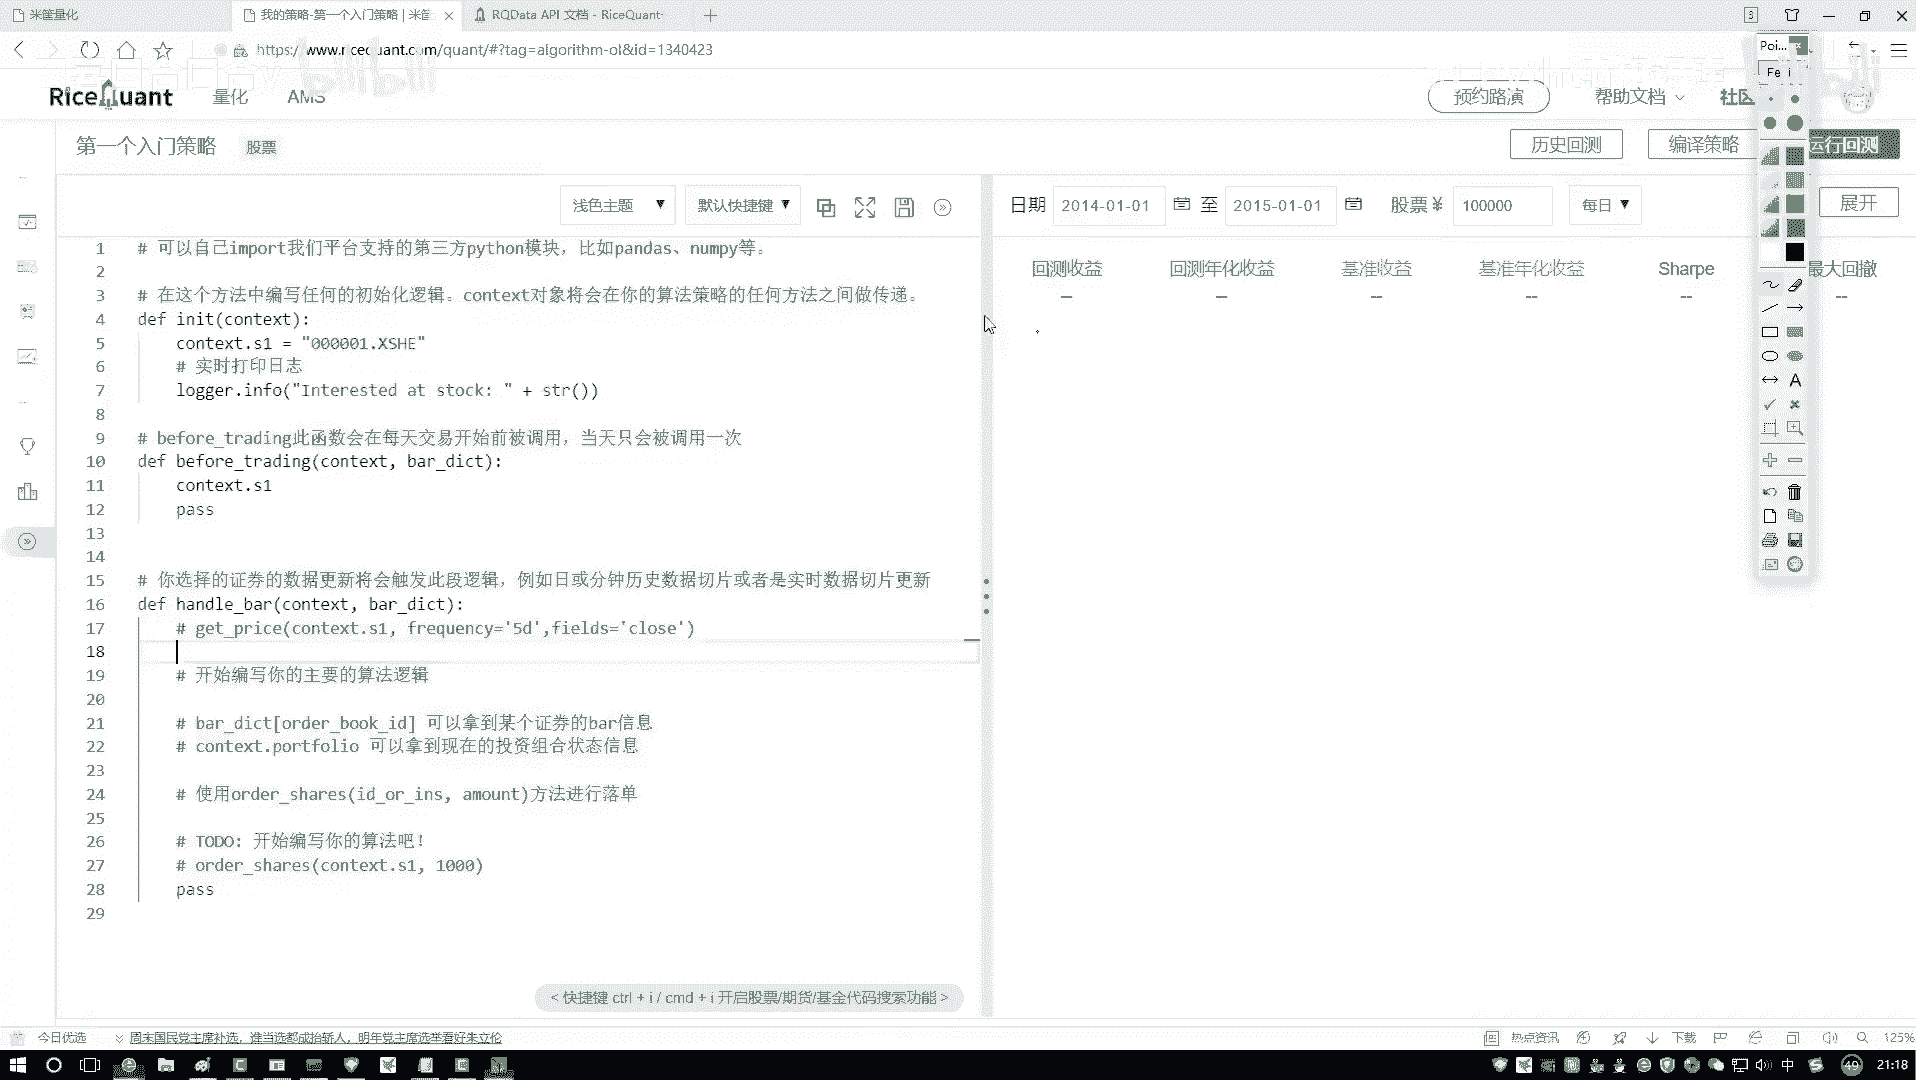 米筐量化
我的策略-第一个入门策略 | 米筐
RQData API 文档 - RiceQuant
https://www.ricequant.com/quant/#?tag=algorithm-ol&id=1340423
RiceQuant 量化 AMS 预约路演 帮助文档 社区
第一个入门策略 股票 历史回测 编译策略 运行回测
浅色主题 ▼ 默认快捷键 ▼
日期 2014-01-01 至 2015-01-01 股票 ¥ 100000 每日 ▼ 展开
回测收益 回测年化收益 基准收益 基准年化收益 Sharpe 最大回撤
-- -- -- -- -- --
1 # 可以自己import我们平台支持的第三方python模块，比如pandas、numpy等。
2
3 # 在这个方法中编写任何的初始化逻辑。context对象将会在你的算法策略的任何方法之间做传递。
4 def init(context):
5 context.s1 = "000001.XSHE"
6 # 实时打印日志
7 logger.info("Interested at stock: " + str())
8
9 # before_trading此函数会在每天交易开始前被调用，当天只会被调用一次
10 def before_trading(context, bar_dict):
11 context.s1
12 pass
13
14
15 # 你选择的证券的数据更新将会触发此段逻辑，例如日或分钟历史数据切片或者是实时数据切片更新
16 def handle_bar(context, bar_dict):
17 # get_price(context.s1, frequency='5d',fields='close')
18
19 # 开始编写你的主要的算法逻辑
20
21 # bar_dict[order_book_id] 可以拿到某个证券的bar信息
22 # context.portfolio 可以拿到现在的投资组合状态信息
23
24 # 使用order_shares(id_or_ins, amount)方法进行落单
25
26 # TODO: 开始编写你的算法吧！
27 # order_shares(context.s1, 1000)
28 pass
29
< 快捷键 ctrl + i / cmd + i 开启股票/期货/基金代码搜索功能 >
Poi...
Fe i
A
今日优选 周末国民党主席补选，谁当选都成抬轿人，明年党主席选举看好朱立伦
热点资讯 下载 125%
中 49 21:18